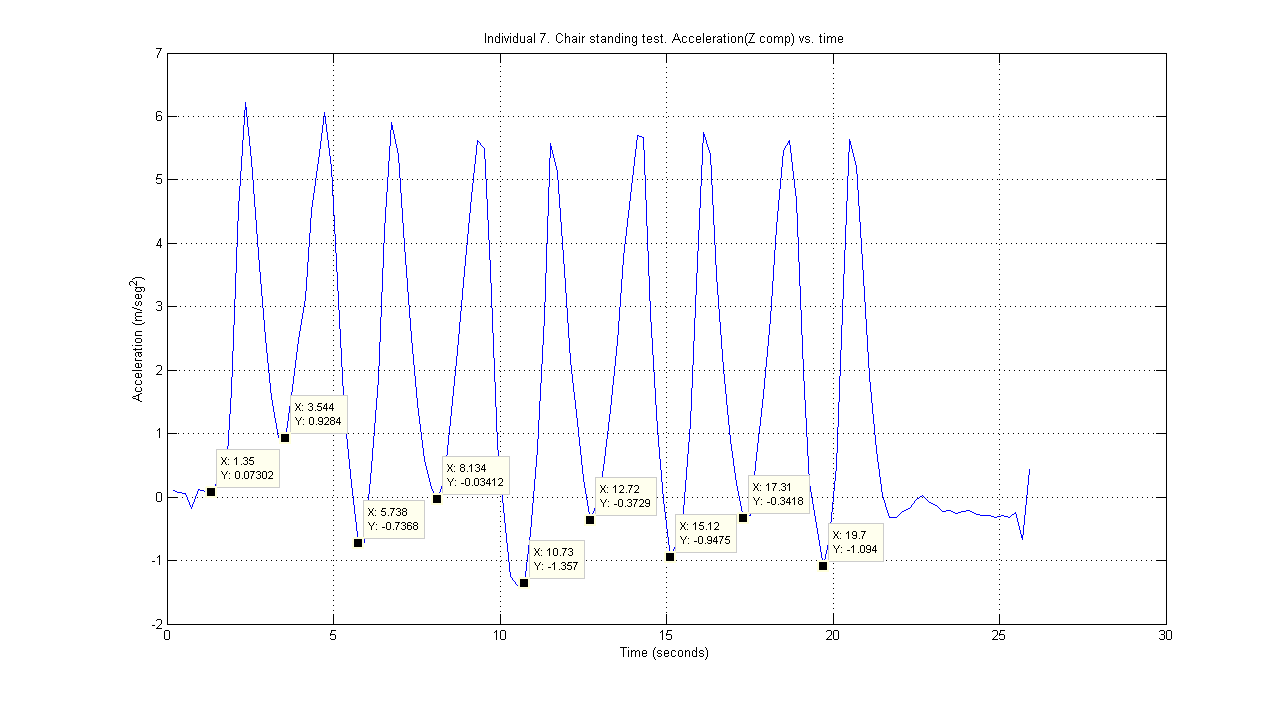 Individual 7. Chair standing test. Acceleration(Z comp) vs. time
7
6
5
4
3
2
1
0
-1
-2
Acceleration (m/seg²)
X: 1.35
Y: 0.07302
X: 3.544
Y: 0.9284
X: 5.738
Y: -0.7368
X: 8.134
Y: -0.03412
X: 10.73
Y: -1.357
X: 12.72
Y: -0.3729
X: 15.12
Y: -0.9475
X: 17.31
Y: -0.3418
X: 19.7
Y: -1.094
0 5 10 15 20 25 30
Time (seconds)